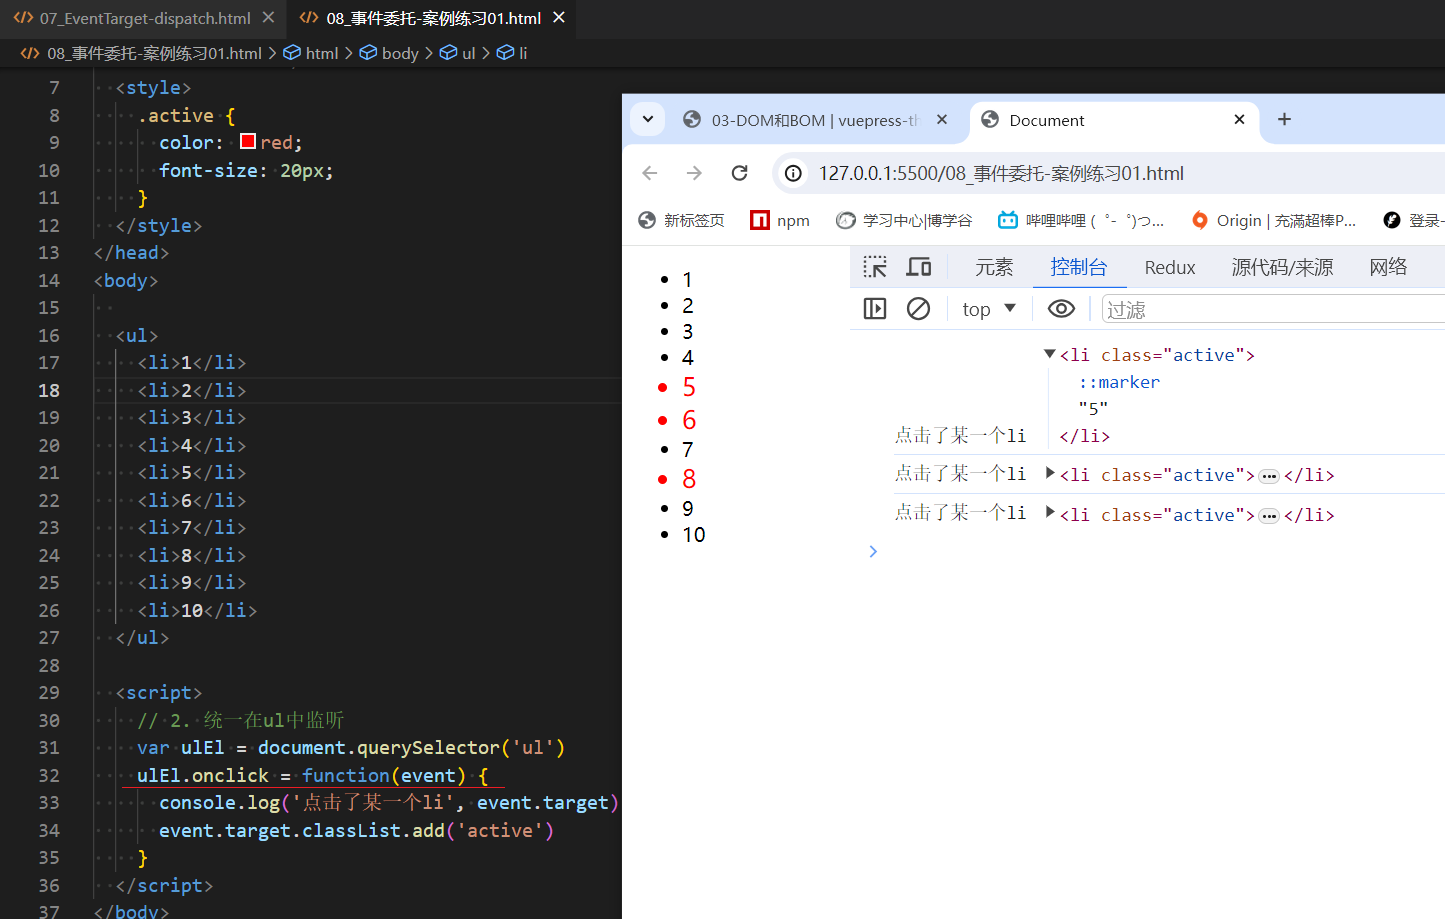 07_EventTarget-dispatch.html
08_事件委托-案例练习01.html
08_事件委托-案例练习01.html > html > body > ul > li
7 <style>
8 .active {
9 color: red;
10 font-size: 20px;
11 }
12 </style>
13 </head>
14 <body>
15
16 <ul>
17 <li>1</li>
18 <li>2</li>
19 <li>3</li>
20 <li>4</li>
21 <li>5</li>
22 <li>6</li>
23 <li>7</li>
24 <li>8</li>
25 <li>9</li>
26 <li>10</li>
27 </ul>
28
29 <script>
30 // 2. 统一在ul中监听
31 var ulEl = document.querySelector('ul')
32 ulEl.onclick = function(event) {
33 console.log('点击了某一个li', event.target)
34 event.target.classList.add('active')
35 }
36 </script>
37 </body>
03-DOM和BOM | vuepress-th
Document
127.0.0.1:5500/08_事件委托-案例练习01.html
新标签页
npm
学习中心|博学谷
哔哩哔哩 (゜-゜)つ...
Origin | 充滿超棒P...
登录-
1
2
3
4
5
6
7
8
9
10
元素
控制台
Redux
源代码/来源
网络
top
过滤
<li class="active">
::marker
"5"
点击了某一个li </li>
点击了某一个li <li class="active">…</li>
点击了某一个li <li class="active">…</li>